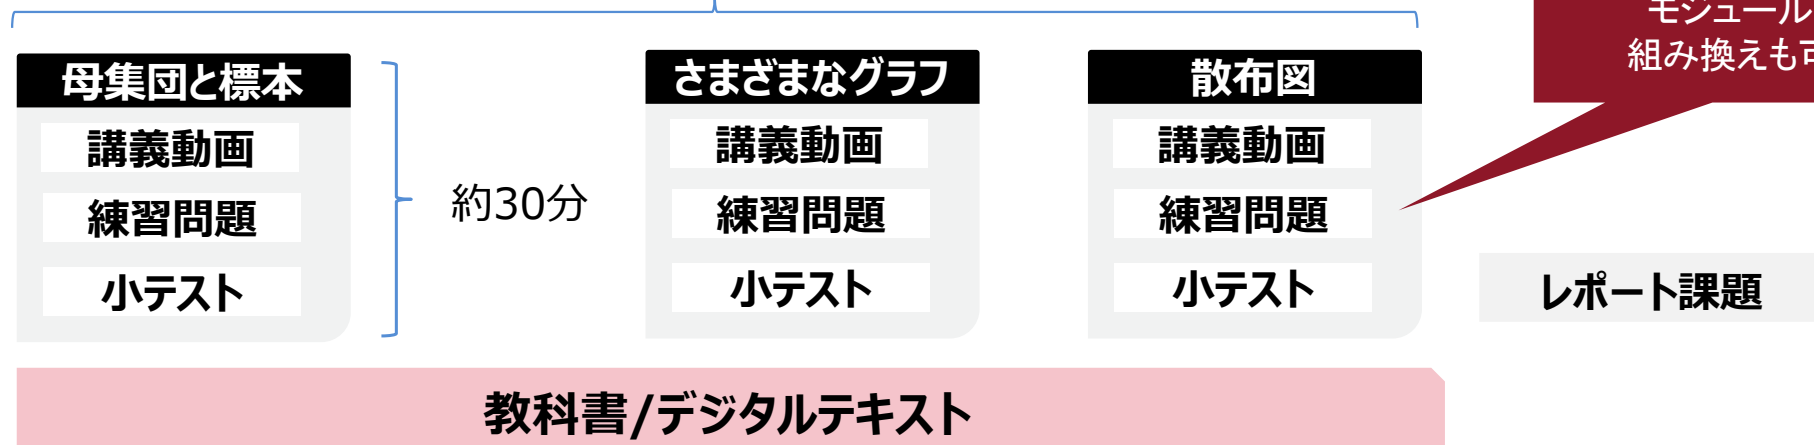 モジュール
組み換えも可
母集団と標本
講義動画
練習問題
小テスト
約30分
さまざまなグラフ
講義動画
練習問題
小テスト
散布図
講義動画
練習問題
小テスト
レポート課題
教科書/デジタルテキスト